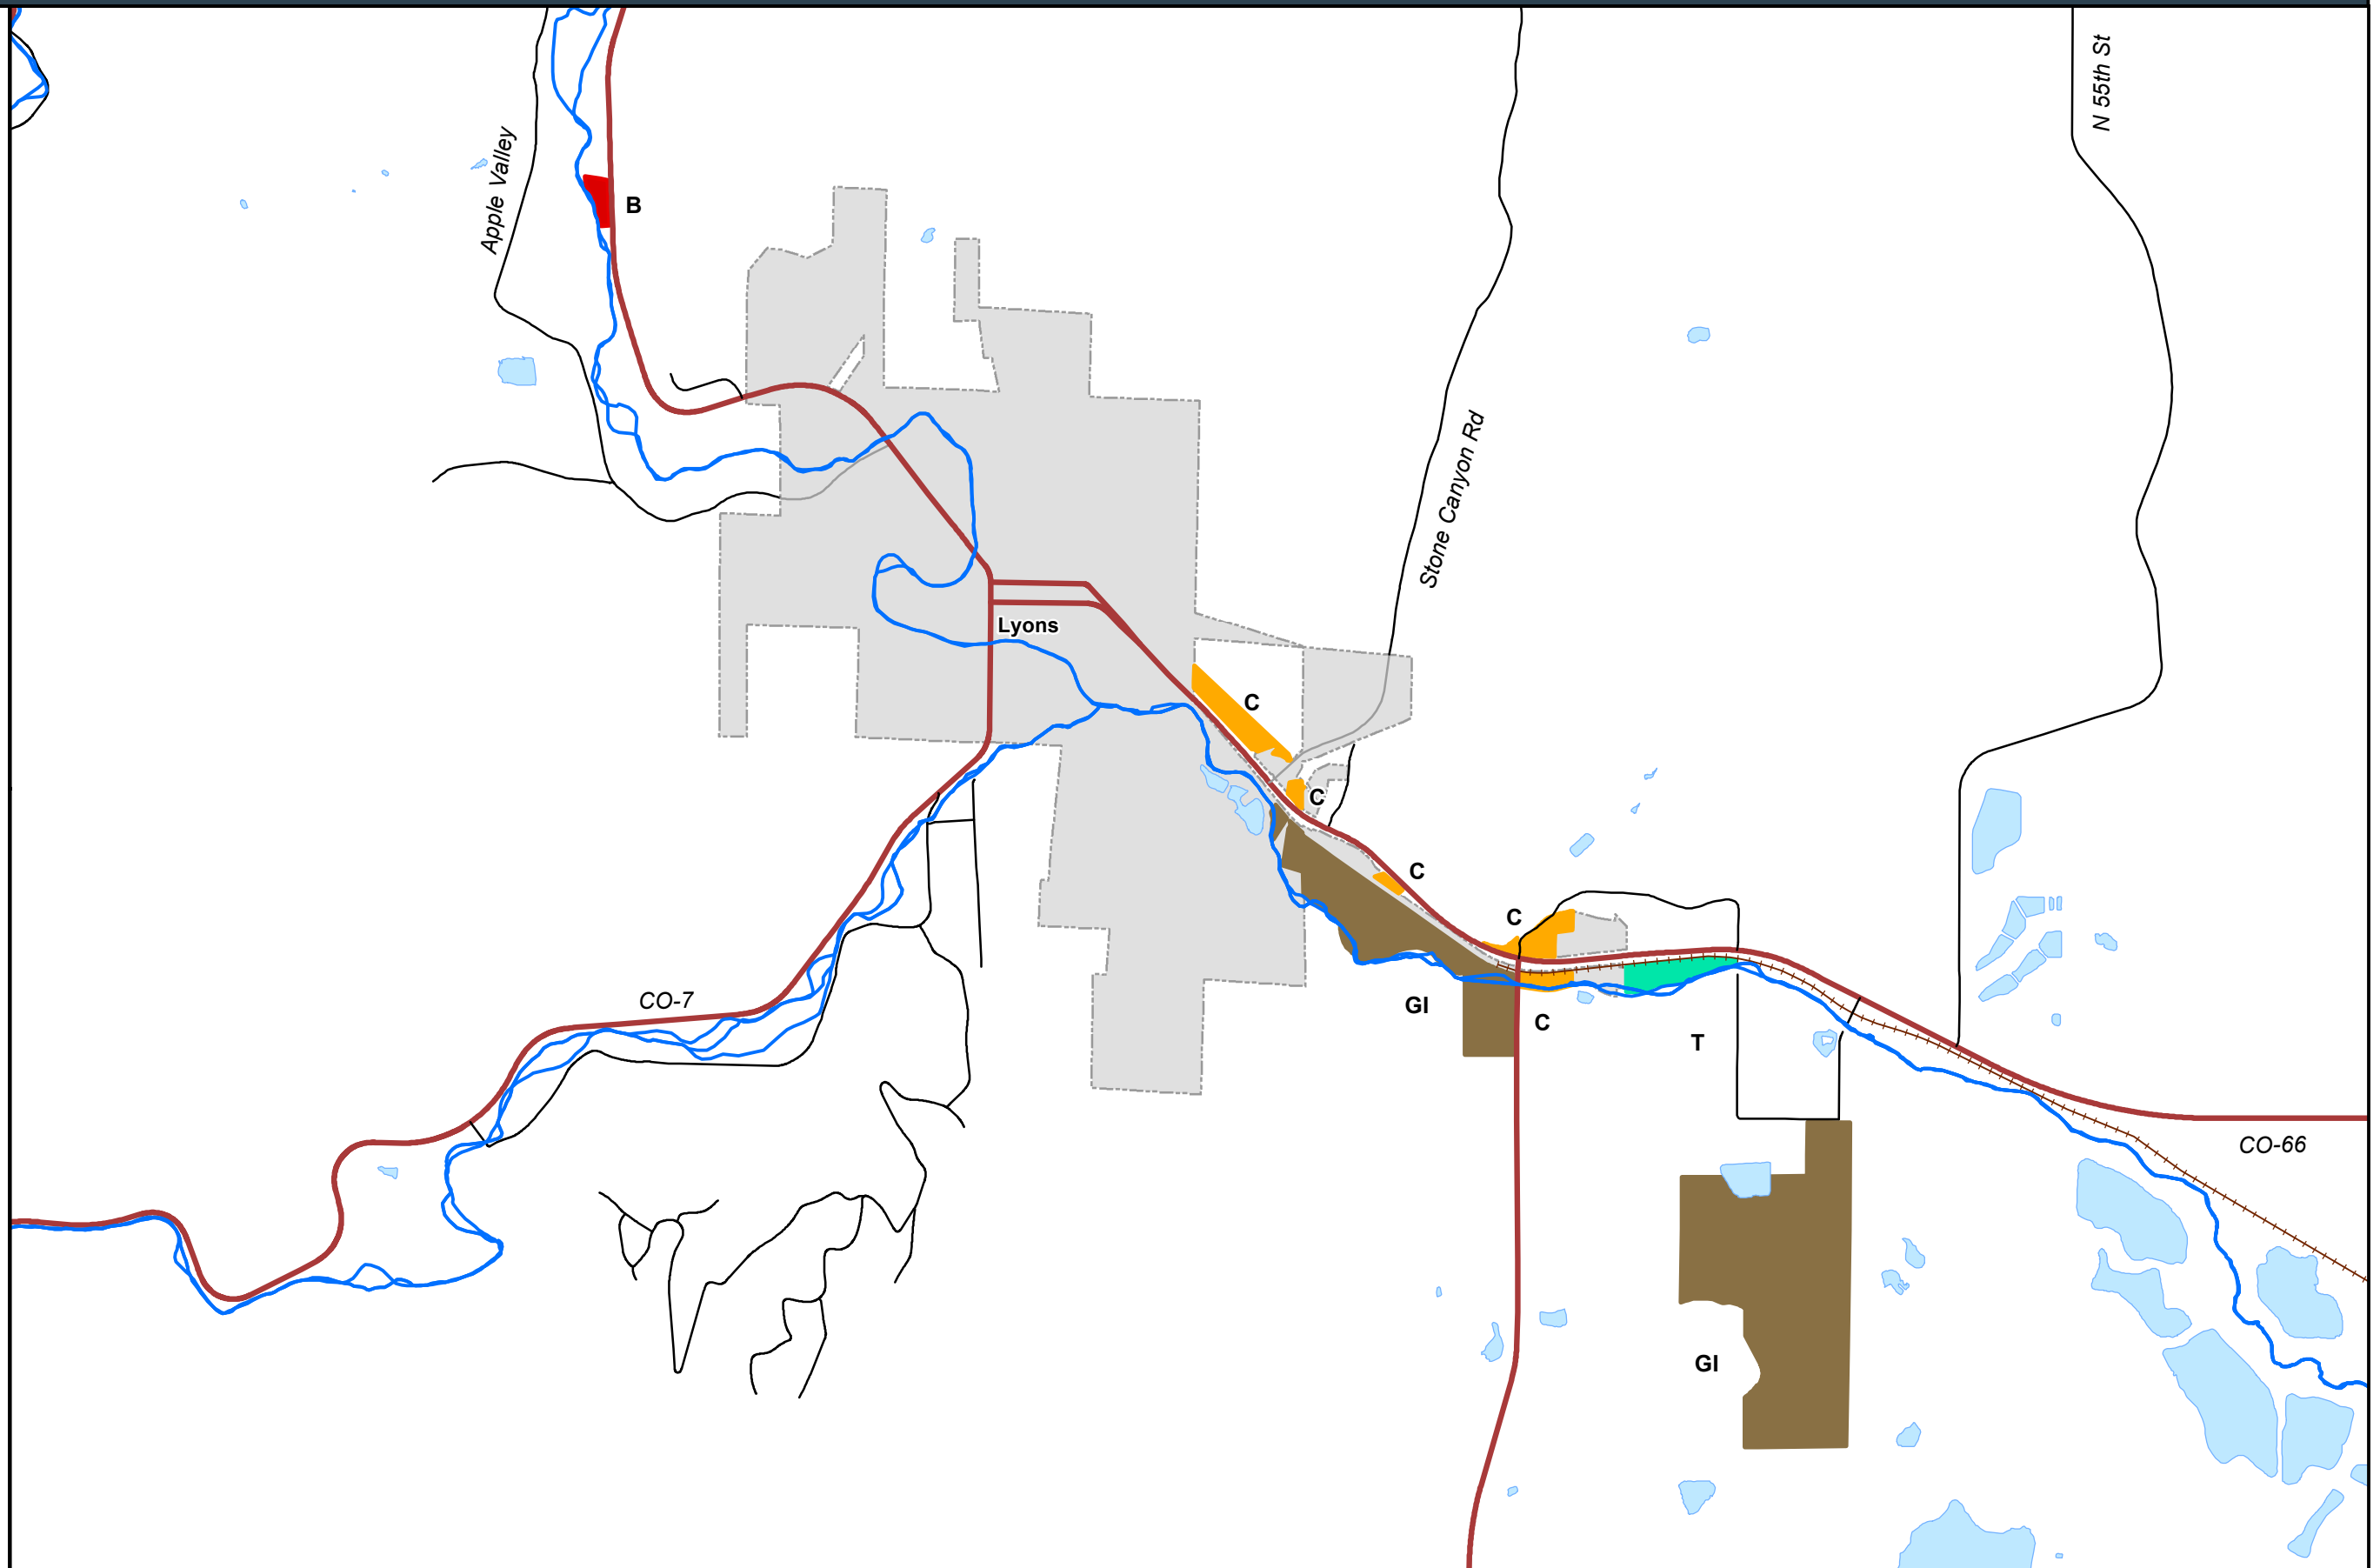 N 55th St
Apple Valley
B
Stone Canyon Rd
Lyons
C
C
C
C
CO-7
GI
C
T
CO-66
GI